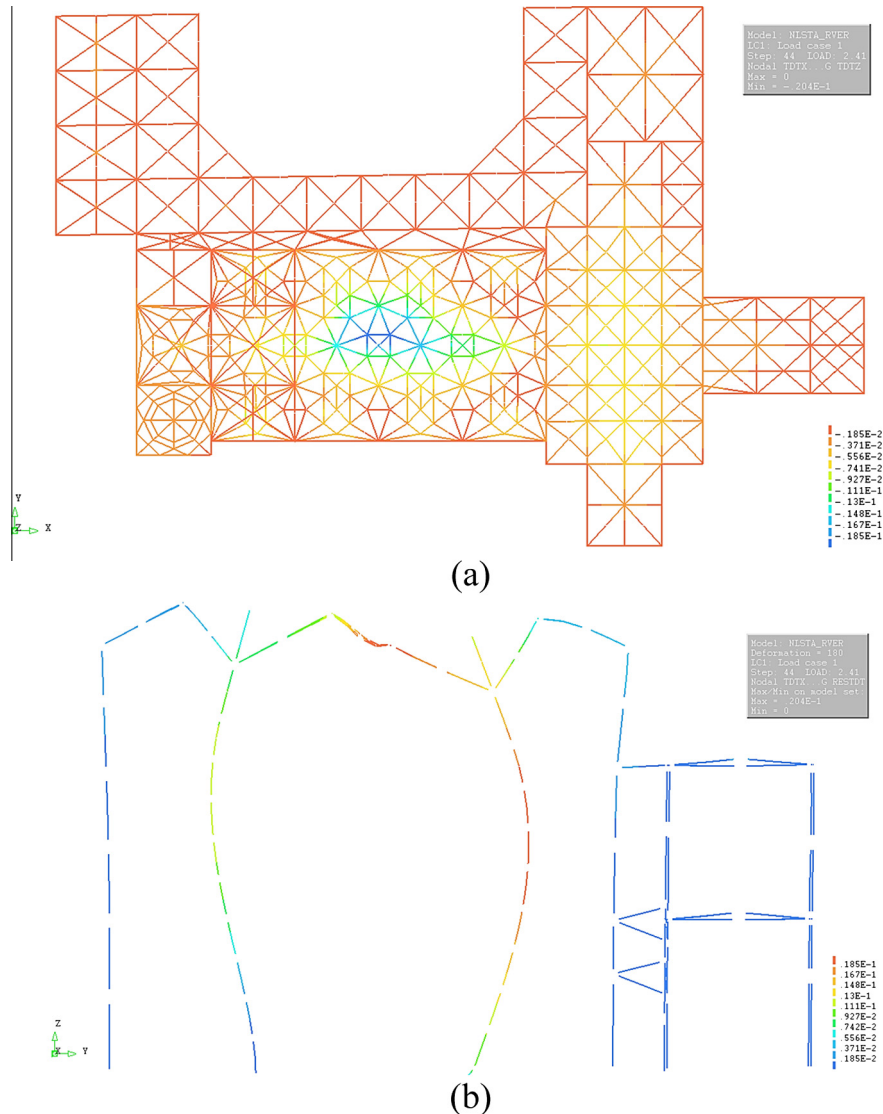 Model: NLSTA_RVER
LC1: Load case 1
Step: 44 LOAD: 2.41
Nodal TDTX...G TDTZ
Max = 0
Min = -.204E-1
-.185E-2
-.371E-2
-.556E-2
-.741E-2
-.927E-2
-.111E-1
-.13E-1
-.148E-1
-.167E-1
-.185E-1
Y
Z X
(a)
Model: NLSTA_RVER
Deformation = 180
LC1: Load case 1
Step: 44 LOAD: 2.41
Nodal TDTX...G RESTDT
Max/Min on model set:
Max = .204E-1
Min = 0
.185E-1
.167E-1
.148E-1
.13E-1
.111E-1
.927E-2
.742E-2
.556E-2
.371E-2
.185E-2
Z
X Y
(b)